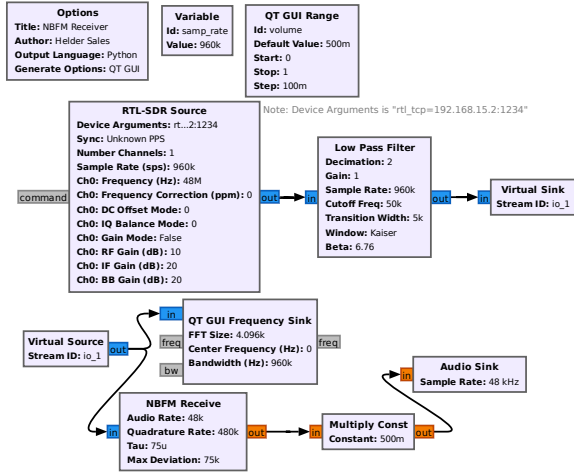 Options
Title: NBFM Receiver
Author: Helder Sales
Output Language: Python
Generate Options: QT GUI
Variable
Id: samp_rate
Value: 960k
QT GUI Range
Id: volume
Default Value: 500m
Start: 0
Stop: 1
Step: 100m
Note: Device Arguments is "rtl_tcp=192.168.15.2:1234"
RTL-SDR Source
Device Arguments: rt...2:1234
Sync: Unknown PPS
Number Channels: 1
Sample Rate (sps): 960k
Ch0: Frequency (Hz): 48M
Ch0: Frequency Correction (ppm): 0
Ch0: DC Offset Mode: 0
Ch0: IQ Balance Mode: 0
Ch0: Gain Mode: False
Ch0: RF Gain (dB): 10
Ch0: IF Gain (dB): 20
Ch0: BB Gain (dB): 20
command
out
in
Low Pass Filter
Decimation: 2
Gain: 1
Sample Rate: 960k
Cutoff Freq: 50k
Transition Width: 5k
Window: Kaiser
Beta: 6.76
out
in
Virtual Sink
Stream ID: io_1
Virtual Source
Stream ID: io_1
out
in
freq
bw
QT GUI Frequency Sink
FFT Size: 4.096k
Center Frequency (Hz): 0
Bandwidth (Hz): 960k
freq
in
NBFM Receive
Audio Rate: 48k
Quadrature Rate: 480k
Tau: 75u
Max Deviation: 75k
out
in
Multiply Const
Constant: 500m
out
in
Audio Sink
Sample Rate: 48 kHz